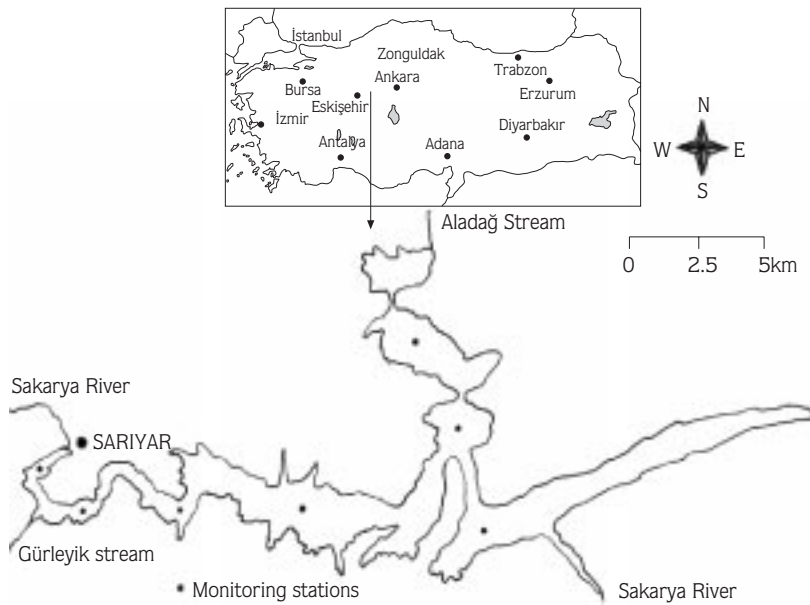 İstanbul
Zonguldak
Trabzon
Bursa
Ankara
Eskişehir
Erzurum
İzmir
Antalya
Adana
Diyarbakır
N
W
E
S
Aladağ Stream
0 2.5 5km
Sakarya River
SARIYAR
Gürleyik stream
Monitoring stations
Sakarya River